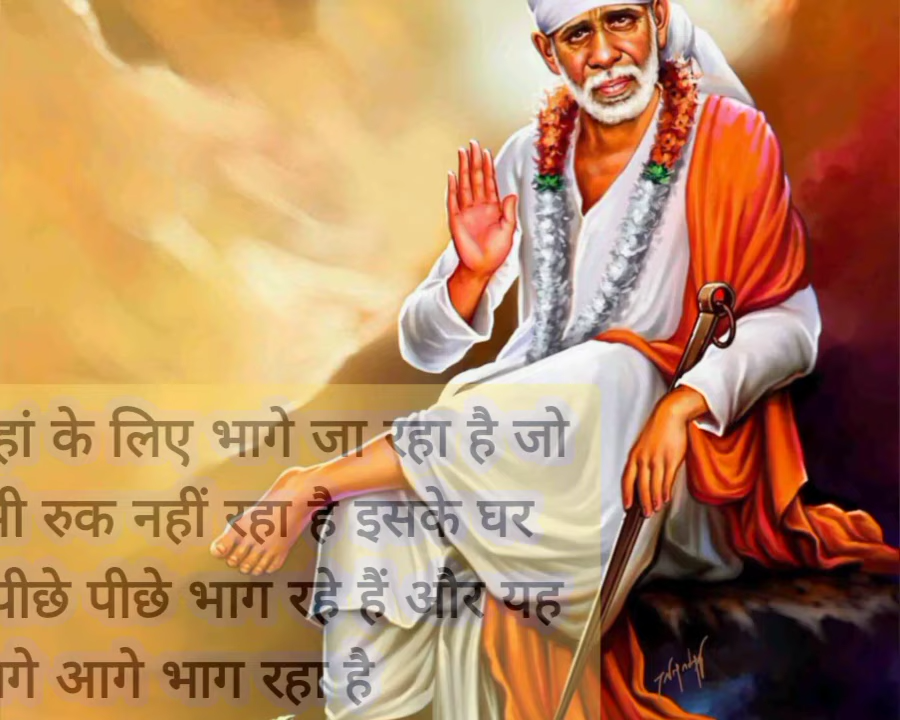 के लिए भागे जा रहा है जो
रुक नहीं रहा है इसके घर
पीछे पीछे भाग रहे हैं और यह
आगे भाग रहा है